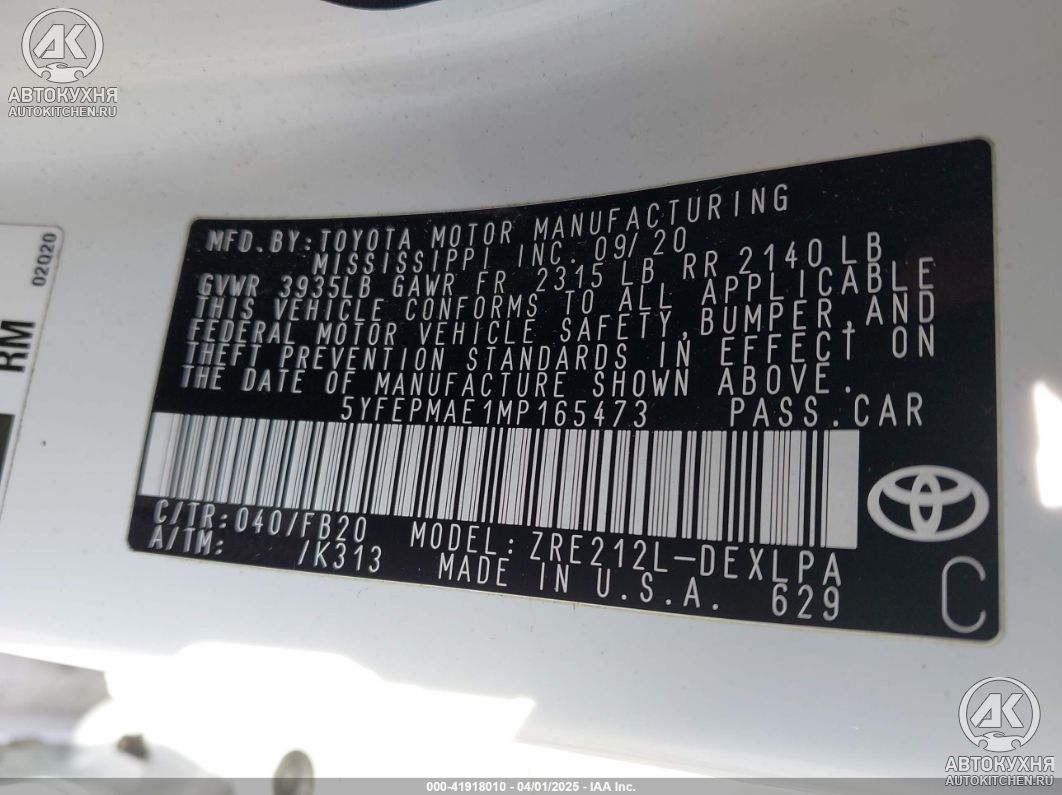 АК
АВТОКУХНЯ
AUTOKITCHEN.RU
02020
RM
MFD.BY:TOYOTA MOTOR MANUFACTURING
MISSISSIPPI INC. 09/20
GVWR 3935LB GAWR FR 2315 LB RR 2140LB
THIS VEHICLE CONFORMS TO ALL APPLICABLE
FEDERAL MOTOR VEHICLE SAFETY,BUMPER,AND
THEFT PREVENTION STANDARDS IN EFFECT ON
THE DATE OF MANUFACTURE SHOWN ABOVE.
5YFEPMAE1MP165473 PASS.CAR
C/TR:040/FB20 MODEL:ZRE212L-DEXLPA
A/TM: /K313 MADE IN U.S.A. 629
C
АК
АВТОКУХНЯ
AUTOKITCHEN.RU
000-41918010 - 04/01/2025 - IAA Inc.